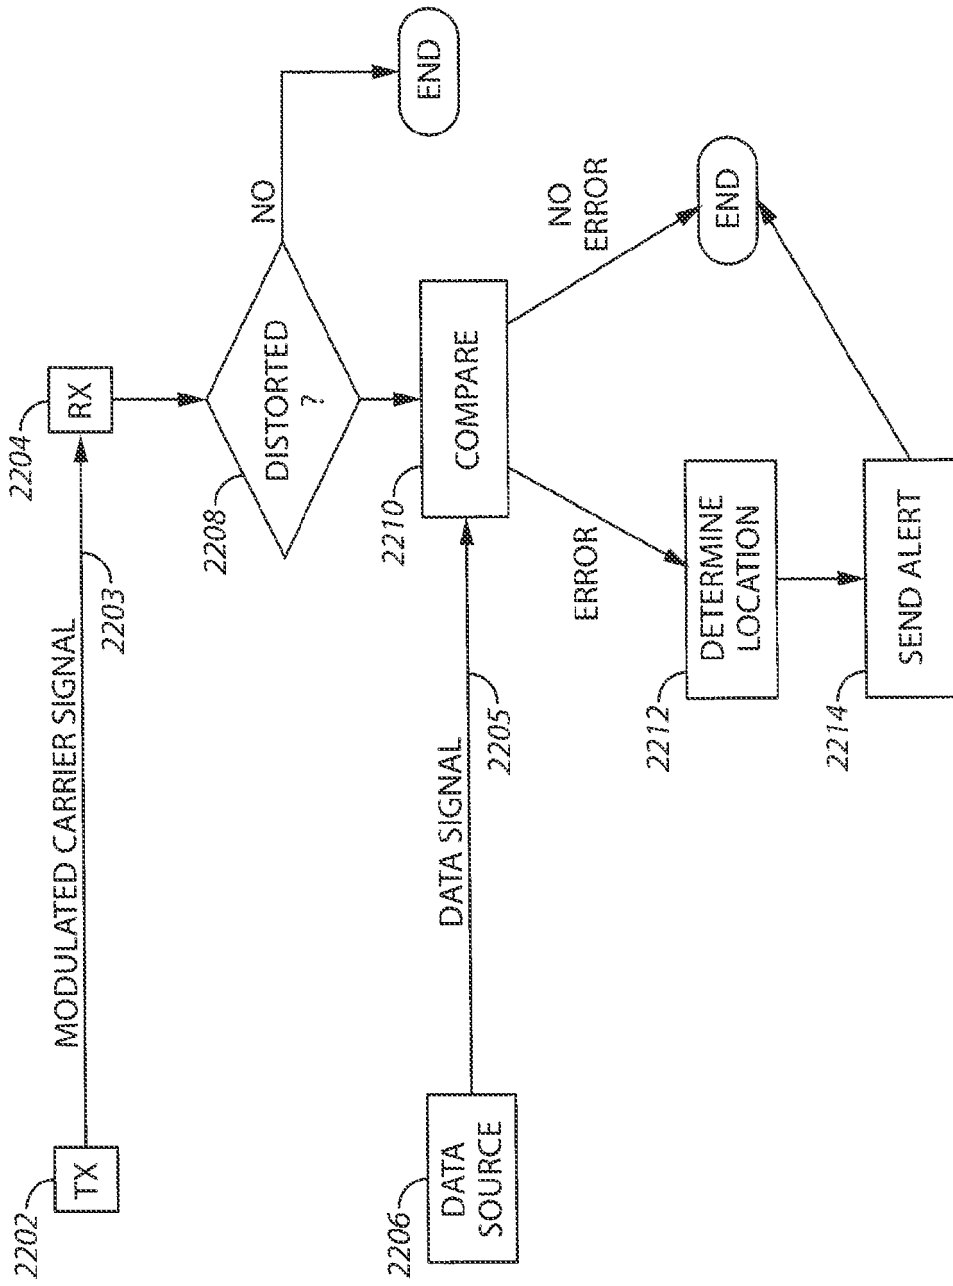 2202
TX
MODULATED CARRIER SIGNAL
2203
2204
RX
2208
DISTORTED
?
NO
END
2206
DATA
SOURCE
DATA SIGNAL
2205
2210
COMPARE
ERROR
NO
ERROR
2212
DETERMINE
LOCATION
END
2214
SEND ALERT